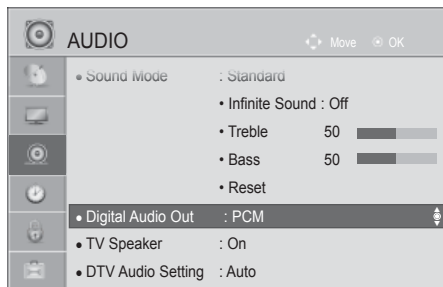 AUDIO
Move OK
• Sound Mode : Standard
• Infinite Sound : Off
• Treble 50
• Bass 50
• Reset
• Digital Audio Out : PCM
• TV Speaker : On
• DTV Audio Setting : Auto